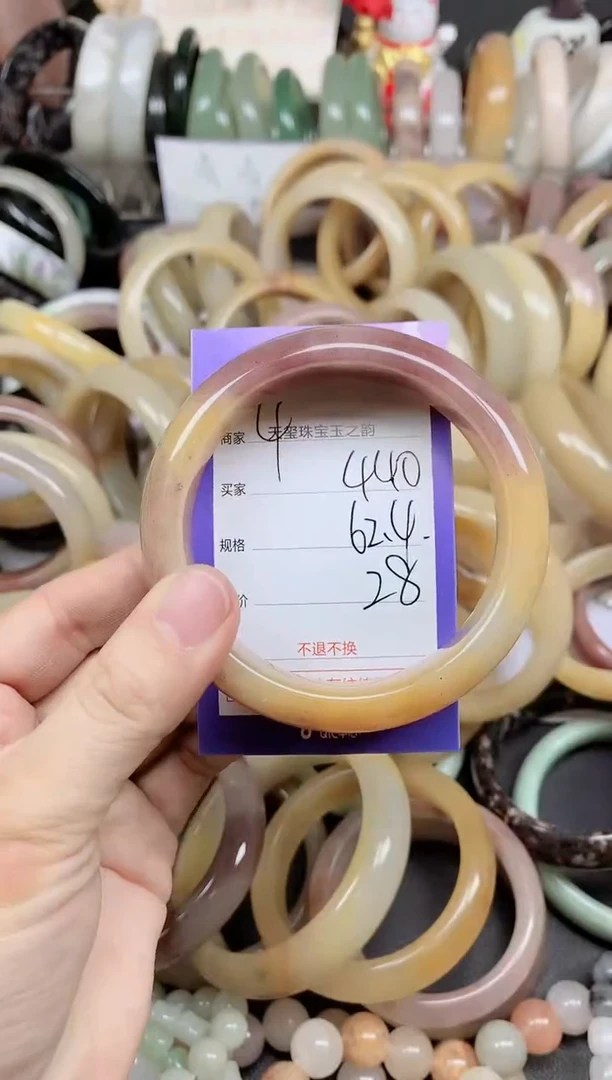 商家 天玺珠宝玉之韵
4
买家 440
规格 62.4.
价 28
不退不换